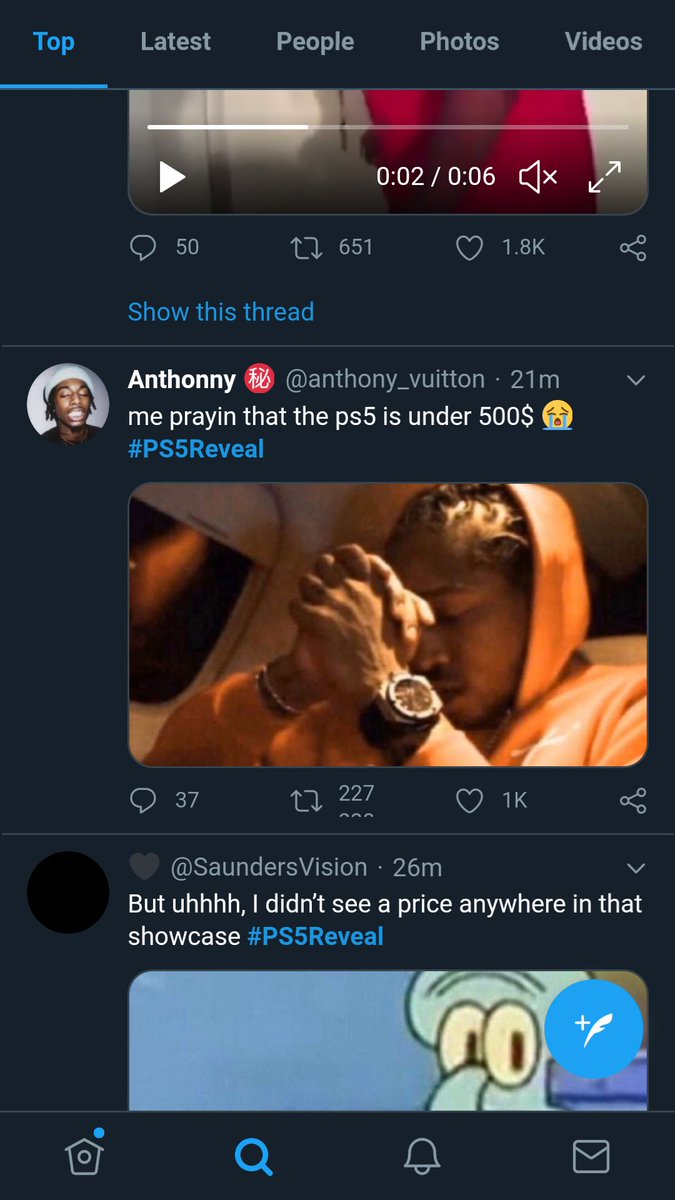 Top Latest People Photos Videos
0:02 / 0:06
50 651 1.8K
Show this thread
Anthonny ㊙ @anthony_vuitton · 21m
me prayin that the ps5 is under 500$ 😭
#PS5Reveal
37 227 1K
🖤 @SaundersVision · 26m
But uhhhh, I didn’t see a price anywhere in that
showcase #PS5Reveal